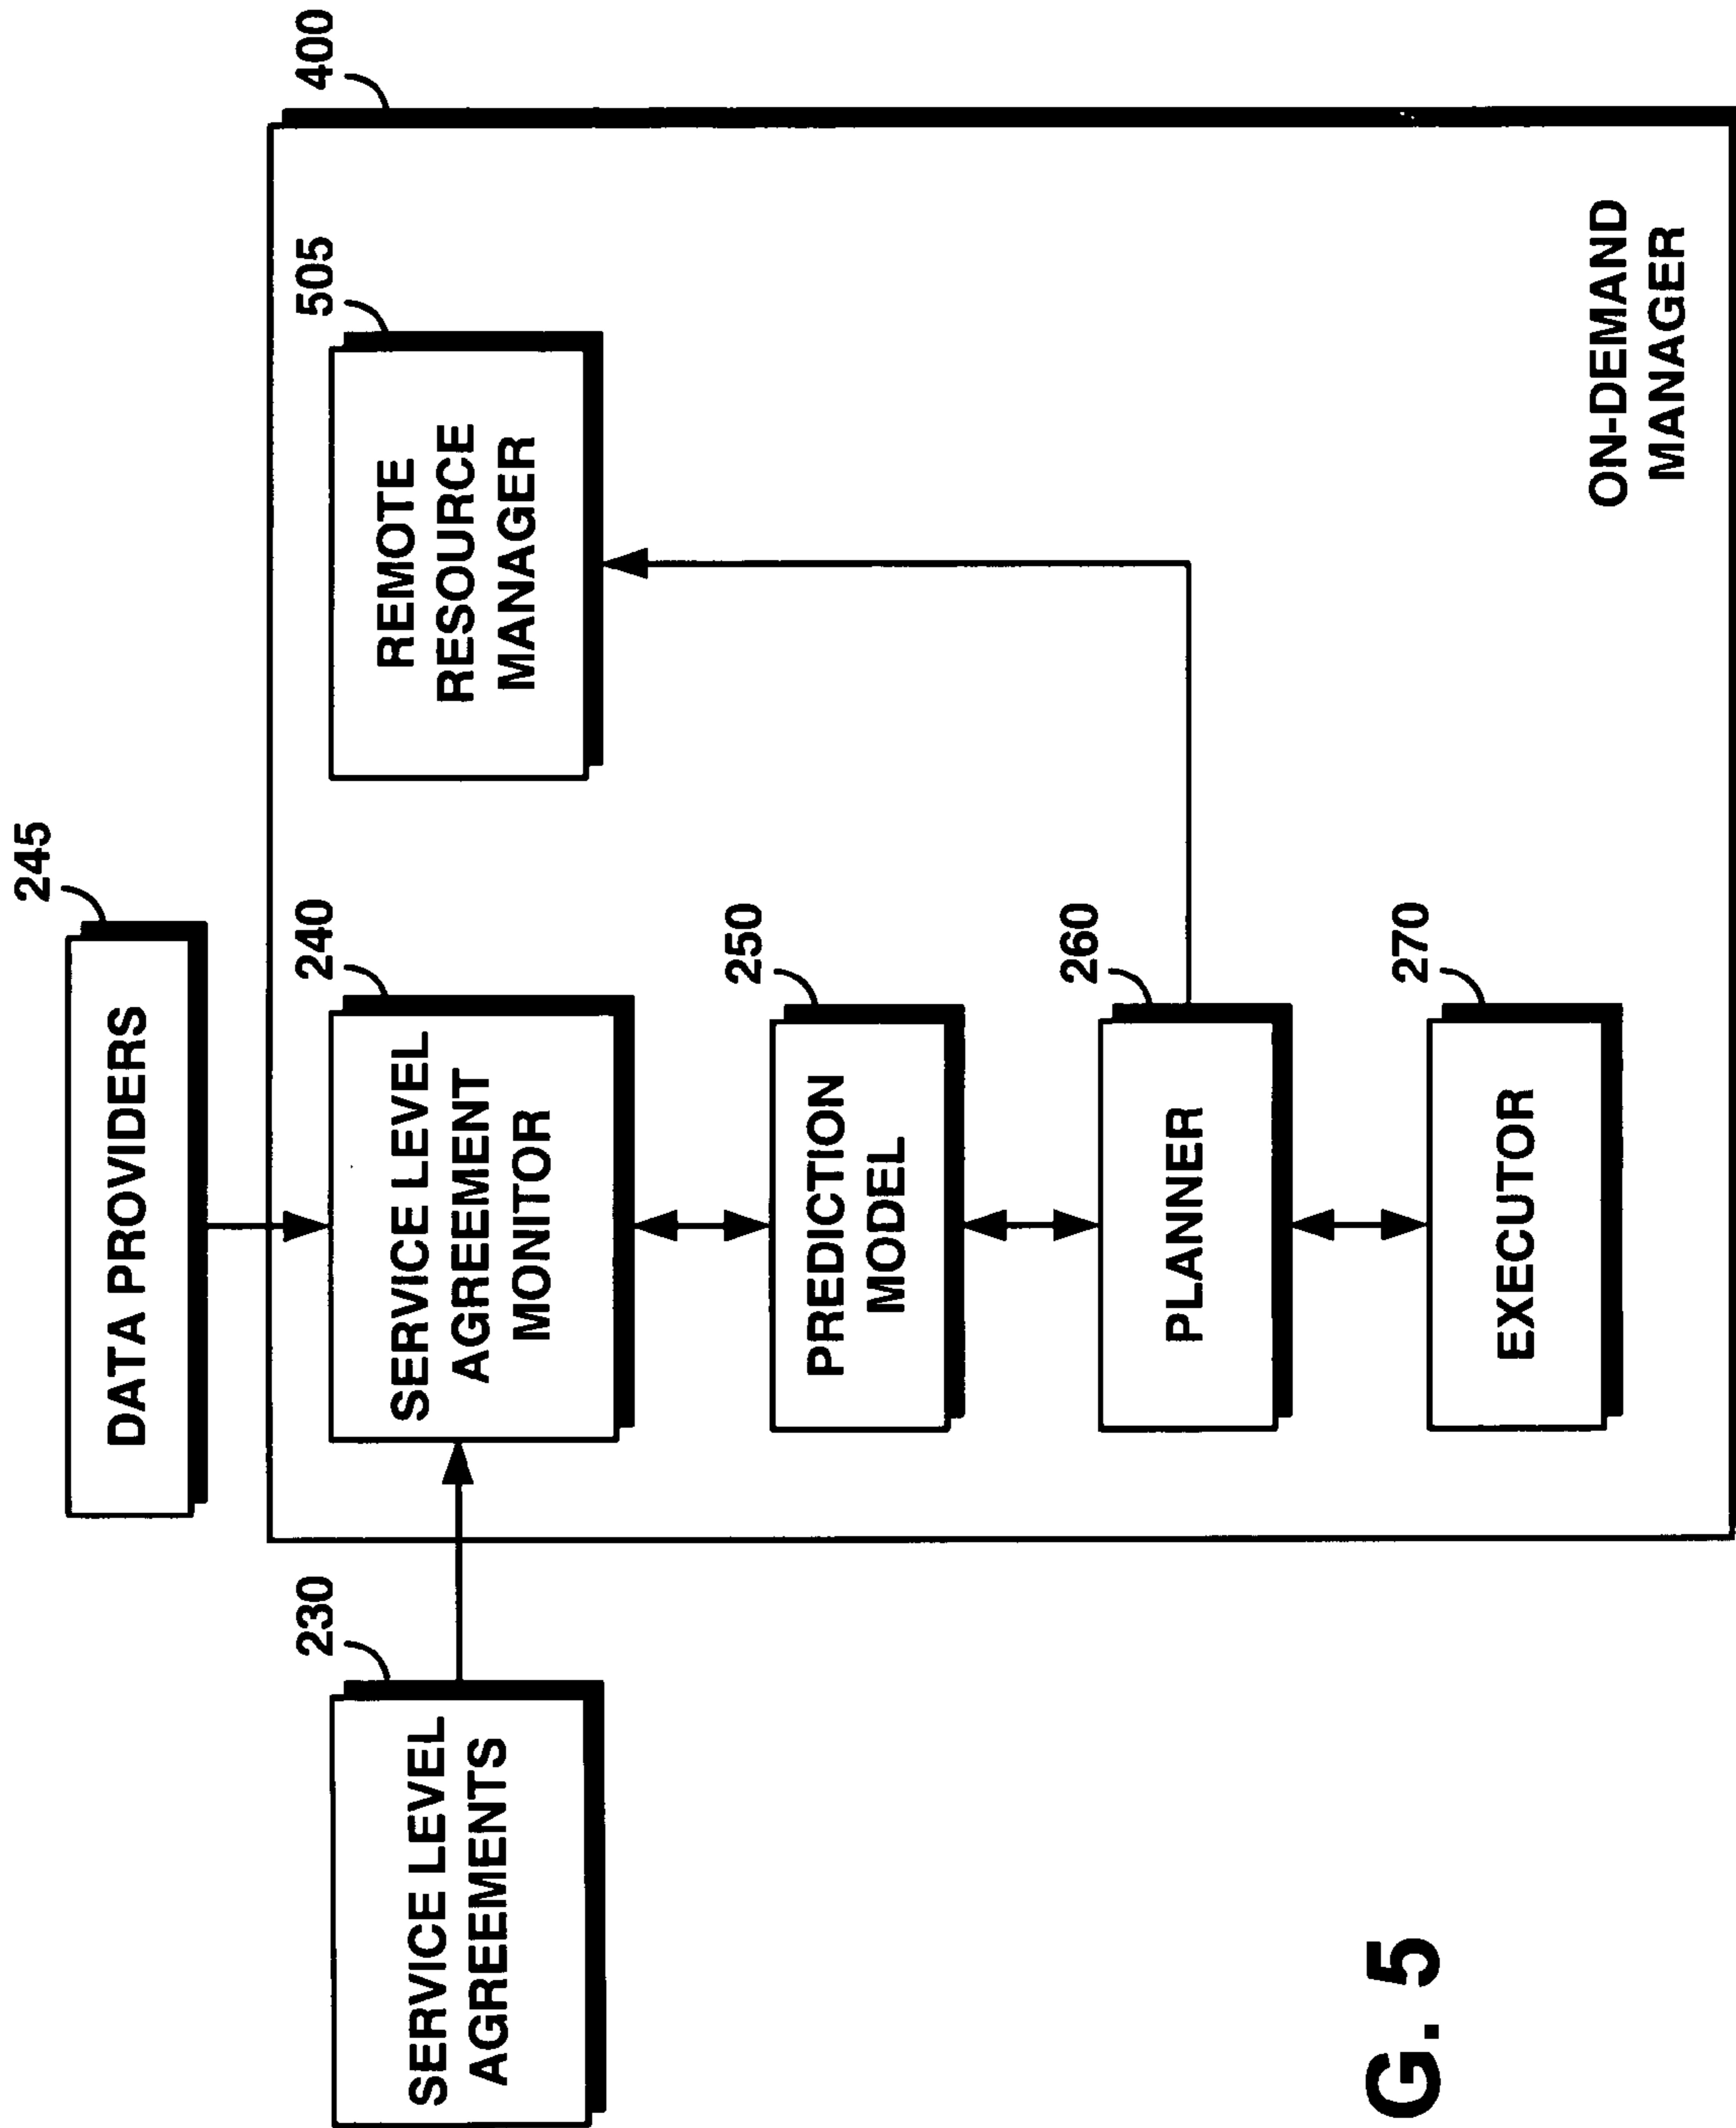 245
DATA PROVIDERS
400
230
SERVICE LEVEL
AGREEMENTS
240
SERVICE LEVEL
AGREEMENT
MONITOR
505
REMOTE
RESOURCE
MANAGER
250
PREDICTION
MODEL
260
PLANNER
270
EXECUTOR
ON-DEMAND
MANAGER
G. 5